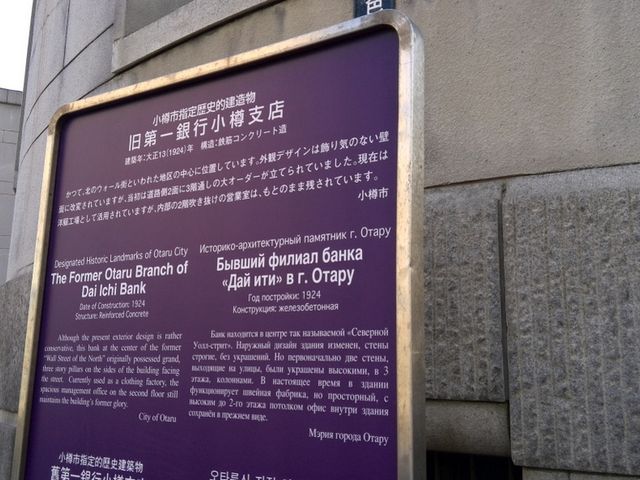 色
小樽市指定歴史的建造物
旧第一銀行小樽支店
建築年：大正13（1924）年　構造：鉄筋コンクリート造
かつて、北のウォール街といわれた地区の中心に位置しています。外観デザインは飾り気のない壁
面に改変されていますが、当初は道路側2面に3階通しの大オーダーが立てられていました。現在は
洋服工場として活用されていますが、内部の2階吹き抜けの営業室は、もとのまま残されています。
小樽市
Designated Historic Landmarks of Otaru City
The Former Otaru Branch of
Dai Ichi Bank
Date of Construction: 1924
Structure: Reinforced Concrete
Although the present exterior design is rather
conservative, this bank at the center of the former
"Wall Street of the North" originally possessed grand,
three story pillars on the sides of the building facing
the street. Currently used as a clothing factory, the
spacious management office on the second floor still
maintains the building's former glory.
City of Otaru
Историко-архитектурный памятник г. Отару
Бывший филиал банка
«Дай ити» в г. Отару
Год постройки: 1924
Конструкция: железобетонная
Банк находится в центре так называемой «Северной
Уолл-стрит». Наружный дизайн здания изменен, стены
строгие, без украшений. Но первоначально две стены,
выходящие на улицы, были украшены высокими, в 3
этажа, колоннами. В настоящее время в здании
функционирует швейная фабрика, но просторный, с
высоким до 2-го этажа потолком офис внутри здания
сохранён в прежнем виде.
Мэрия города Отару
小樽市指定的歴史建築物